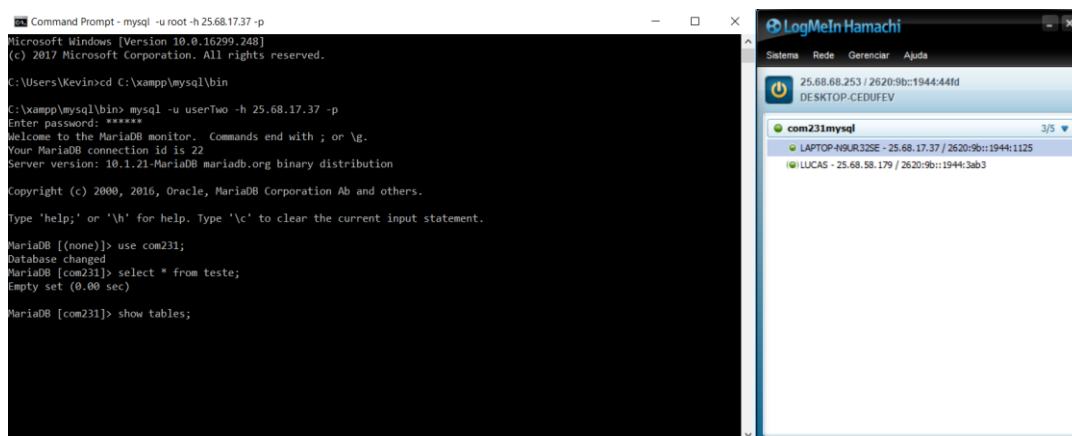 Command Prompt - mysql -u root -h 25.68.17.37 -p
Microsoft Windows [Version 10.0.16299.248]
(c) 2017 Microsoft Corporation. All rights reserved.
C:\Users\Kevin>cd C:\xampp\mysql\bin
C:\xampp\mysql\bin> mysql -u userTwo -h 25.68.17.37 -p
Enter password: ******
Welcome to the MariaDB monitor.  Commands end with ; or \g.
Your MariaDB connection id is 22
Server version: 10.1.21-MariaDB mariadb.org binary distribution
Copyright (c) 2000, 2016, Oracle, MariaDB Corporation Ab and others.
Type 'help;' or '\h' for help. Type '\c' to clear the current input statement.
MariaDB [(none)]> use com231;
Database changed
MariaDB [com231]> select * from teste;
Empty set (0.00 sec)
MariaDB [com231]> show tables;
LogMeIn Hamachi
Sistema Rede Gerenciar Ajuda
25.68.68.253 / 2620:9b::1944:44fd
DESKTOP-CEDUFEV
com231mysql 3/5
LAPTOP-N9UR32SE - 25.68.17.37 / 2620:9b::1944:1125
LUCAS - 25.68.58.179 / 2620:9b::1944:3ab3